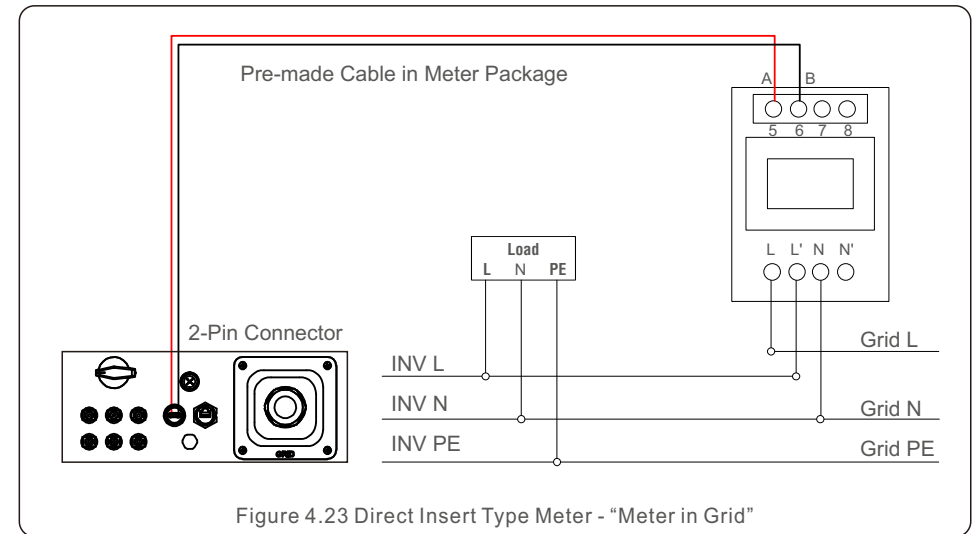 Pre-made Cable in Meter Package
A B
5 6 7 8
Load
L N PE
L L' N N'
2-Pin Connector
INV L
Grid L
INV N
Grid N
INV PE
Grid PE
GRID
Figure 4.23 Direct Insert Type Meter - “Meter in Grid”